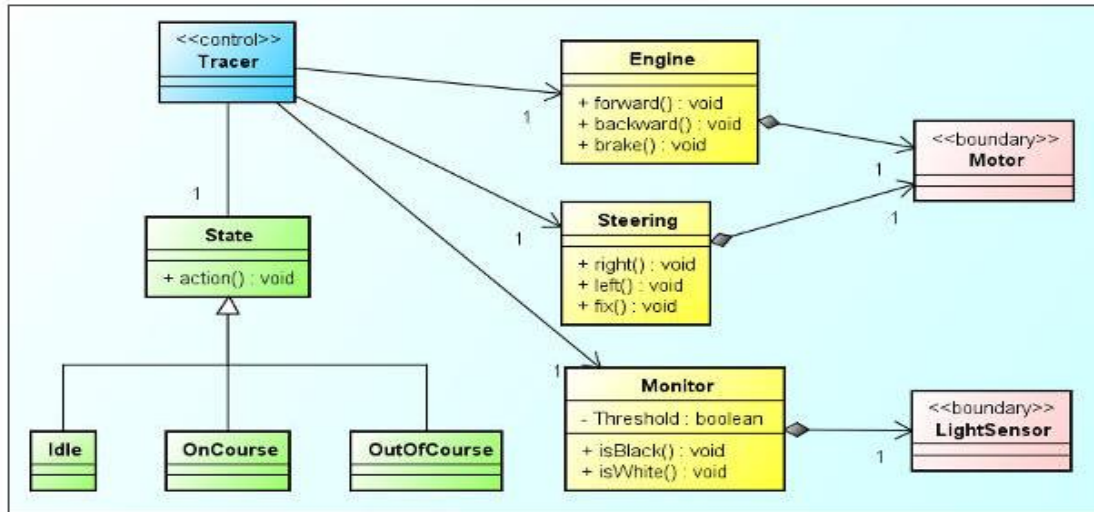 <<control>>
Tracer
Engine
+ forward() : void
+ backward() : void
+ brake() : void
1
<<boundary>>
Motor
1
1
1
State
+ action() : void
Steering
+ right() : void
+ left() : void
+ fix() : void
1
1
Monitor
- Threshold : boolean
+ isBlack() : void
+ isWhite() : void
<<boundary>>
LightSensor
1
Idle
OnCourse
OutOfCourse